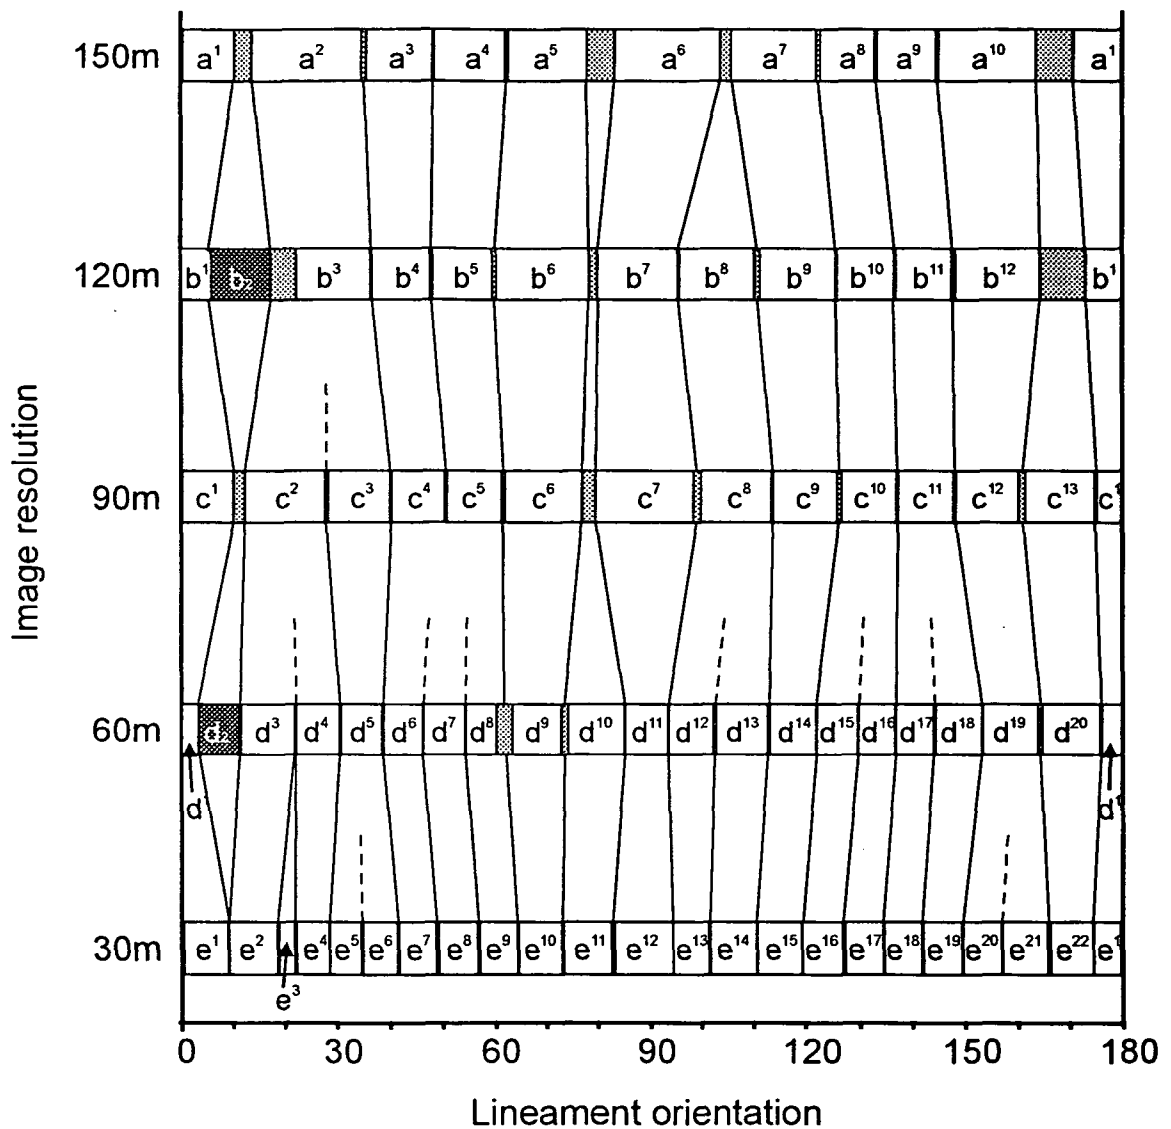 150m a¹ a² a³ a⁴ a⁵ a⁶ a⁷ a⁸ a⁹ a¹⁰ a¹
120m b¹ b³ b⁴ b⁵ b⁶ b⁷ b⁸ b⁹ b¹⁰ b¹¹ b¹² b¹
Image resolution
90m c¹ c² c³ c⁴ c⁵ c⁶ c⁷ c⁸ c⁹ c¹⁰ c¹¹ c¹² c¹³ c¹
60m d³ d⁴ d⁵ d⁶ d⁷ d⁸ d⁹ d¹⁰ d¹¹ d¹² d¹³ d¹⁴ d¹⁵ d¹⁶ d¹⁷ d¹⁸ d¹⁹ d²⁰
d d¹
30m e¹ e² e⁴ e⁵ e⁶ e⁷ e⁸ e⁹ e¹⁰ e¹¹ e¹² e¹³ e¹⁴ e¹⁵ e¹⁶ e¹⁷ e¹⁸ e¹⁹ e²⁰ e²¹ e²² e¹
e³
0 30 60 90 120 150 180
Lineament orientation